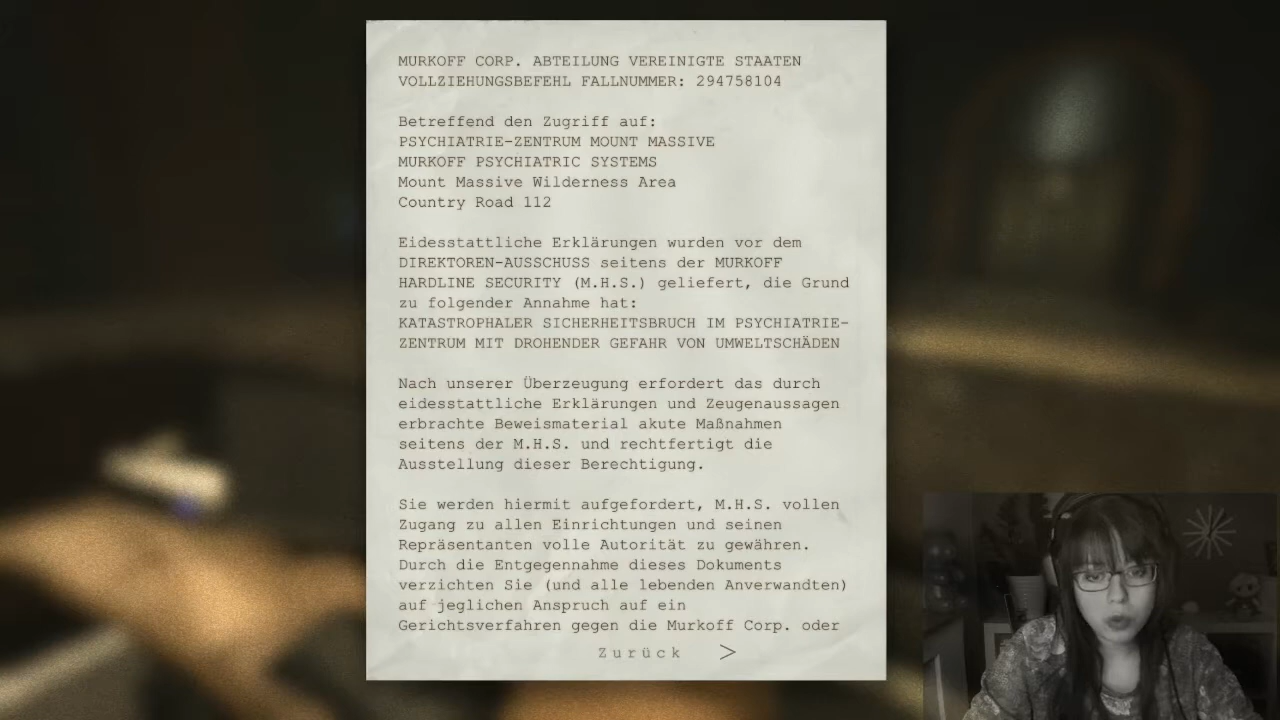 MURKOFF CORP. ABTEILUNG VEREINIGTE STAATEN
VOLLZIEHUNGSBEFEHL FALLNUMMER: 294758104
Betreffend den Zugriff auf:
PSYCHIATRIE-ZENTRUM MOUNT MASSIVE
MURKOFF PSYCHIATRIC SYSTEMS
Mount Massive Wilderness Area
Country Road 112
Eidesstattliche Erklärungen wurden vor dem
DIREKTOREN-AUSSCHUSS seitens der MURKOFF
HARDLINE SECURITY (M.H.S.) geliefert, die Grund
zu folgender Annahme hat:
KATASTROPHALER SICHERHEITSBRUCH IM PSYCHIATRIE-
ZENTRUM MIT DROHENDER GEFAHR VON UMWELTSCHÄDEN
Nach unserer Überzeugung erfordert das durch
eidesstattliche Erklärungen und Zeugenaussagen
erbrachte Beweismaterial akute Maßnahmen
seitens der M.H.S. und rechtfertigt die
Ausstellung dieser Berechtigung.
Sie werden hiermit aufgefordert, M.H.S. vollen
Zugang zu allen Einrichtungen und seinen
Repräsentanten volle Autorität zu gewähren.
Durch die Entgegennahme dieses Dokuments
verzichten Sie (und alle lebenden Anverwandten)
auf jeglichen Anspruch auf ein
Gerichtsverfahren gegen die Murkoff Corp. oder
Zurück >